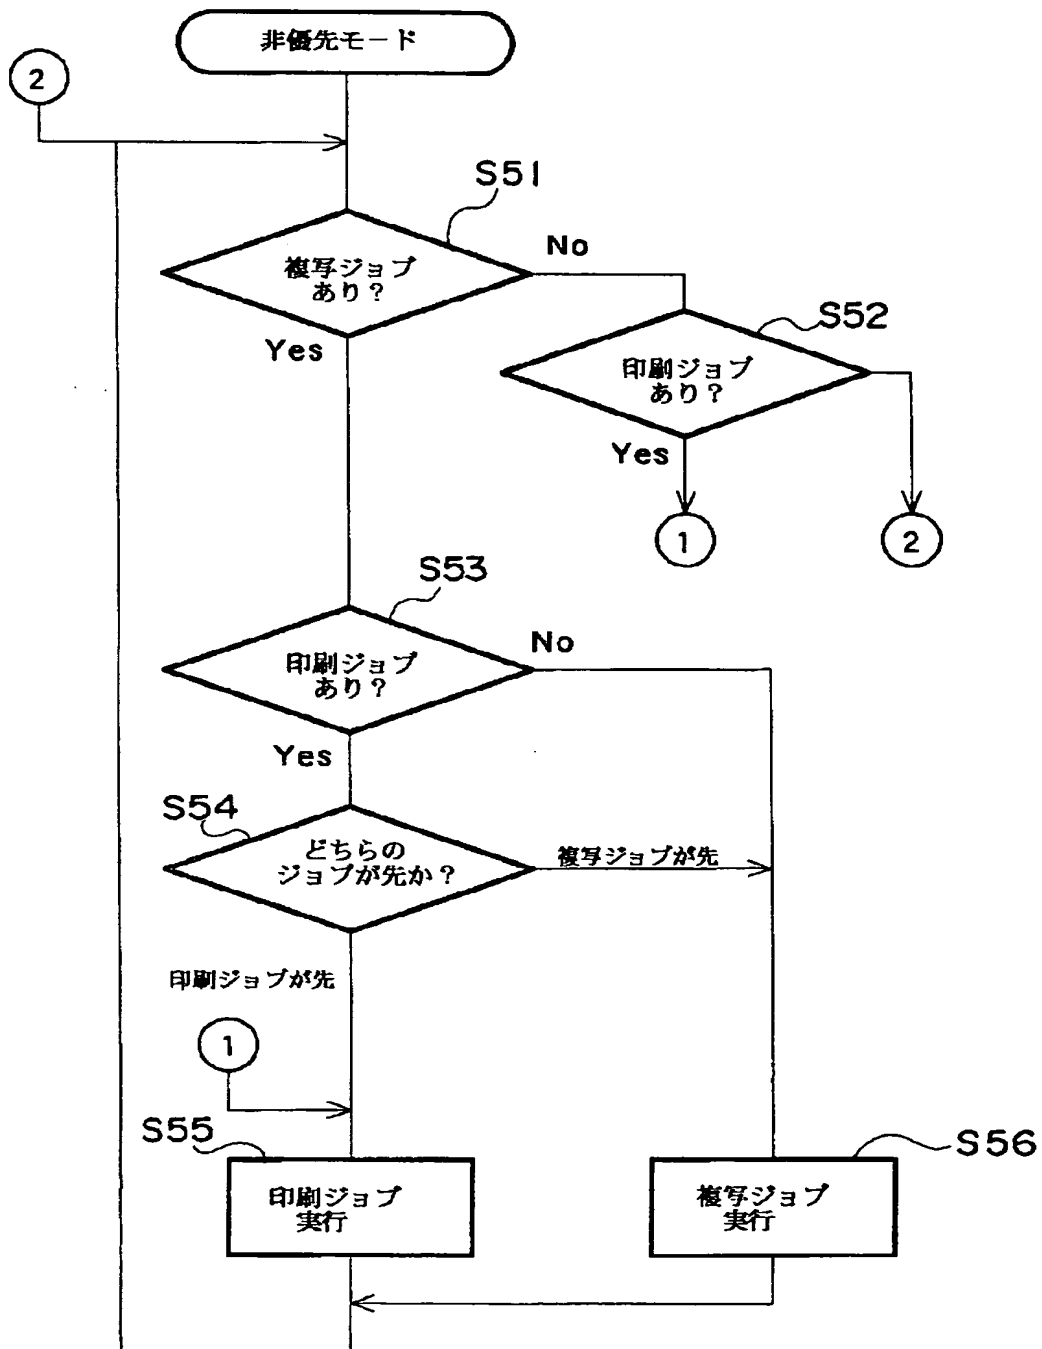 非優先モード
2
S51
複写ジョブ
あり？
No
Yes
S52
印刷ジョブ
あり？
Yes
1
2
S53
印刷ジョブ
あり？
No
Yes
S54
どちらの
ジョブが先か？
複写ジョブが先
印刷ジョブが先
1
S55
印刷ジョブ
実行
S56
複写ジョブ
実行